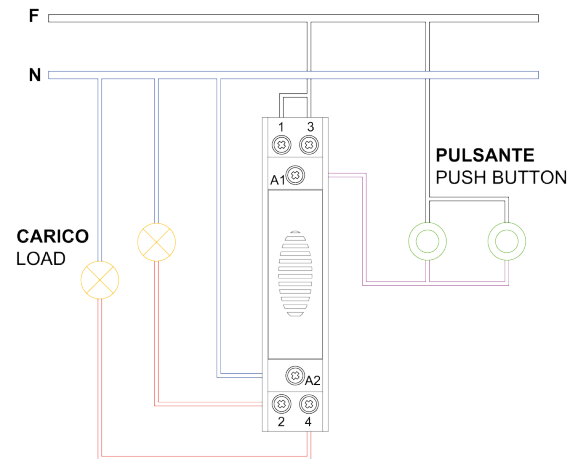 F
N
1 3
A1
PULSANTE
PUSH BUTTON
CARICO
LOAD
A2
2 4